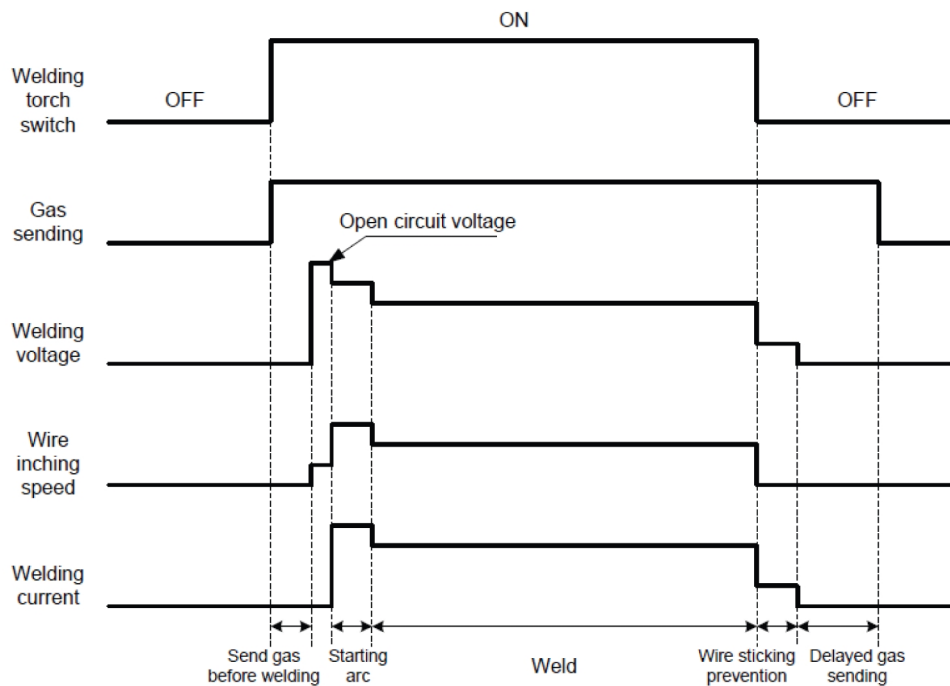 ON
Welding
torch
switch
OFF
OFF
Gas
sending
Open circuit voltage
Welding
voltage
Wire
inching
speed
Welding
current
Send gas
before welding
Starting
arc
Weld
Wire sticking
prevention
Delayed gas
sending